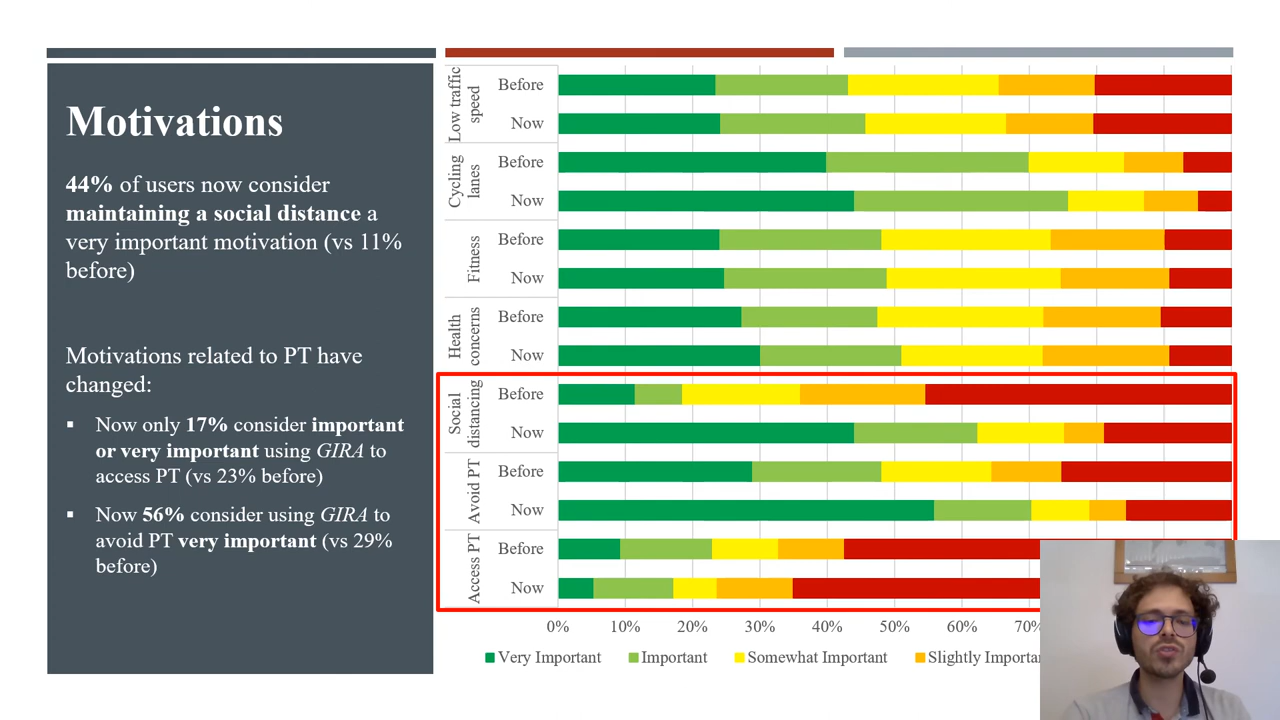 Motivations
44% of users now consider
maintaining a social distance a
very important motivation (vs 11%
before)
Motivations related to PT have
changed:
▪ Now only 17% consider important
or very important using GIRA to
access PT (vs 23% before)
▪ Now 56% consider using GIRA to
avoid PT very important (vs 29%
before)
Low traffic
speed
Before
Now
Cycling
lanes
Before
Now
Fitness
Before
Now
Health
concerns
Before
Now
Social
distancing
Before
Now
Avoid PT
Before
Now
Access PT
Before
Now
0% 10% 20% 30% 40% 50% 60% 70%
Very Important Important Somewhat Important Slightly Importan